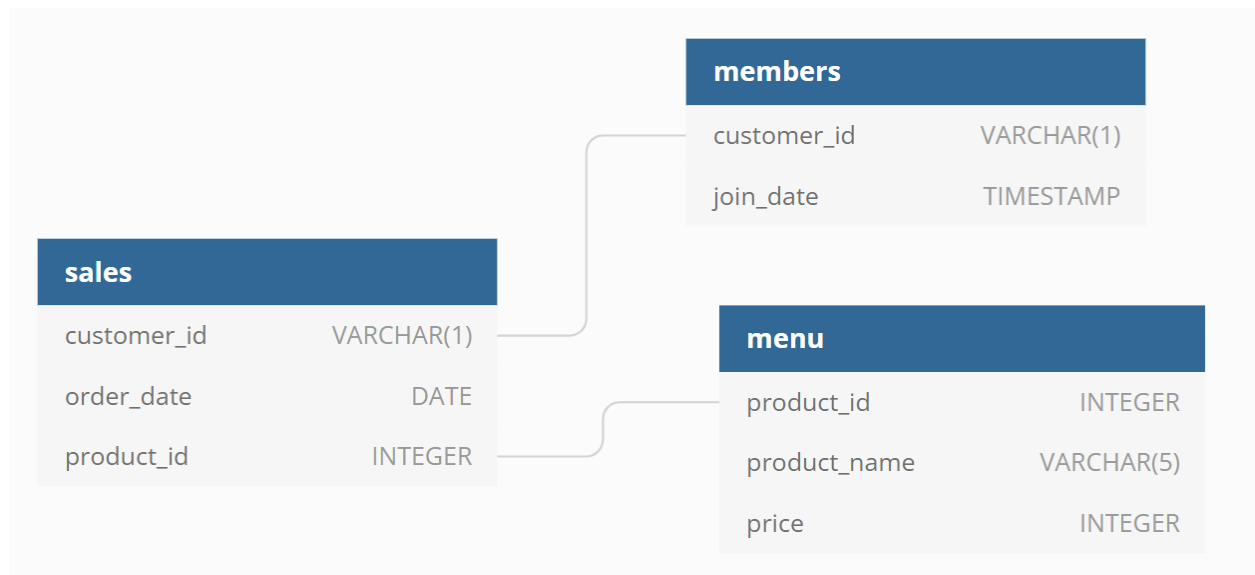 members
customer_id VARCHAR(1)
join_date TIMESTAMP
sales
customer_id VARCHAR(1)
order_date DATE
product_id INTEGER
menu
product_id INTEGER
product_name VARCHAR(5)
price INTEGER